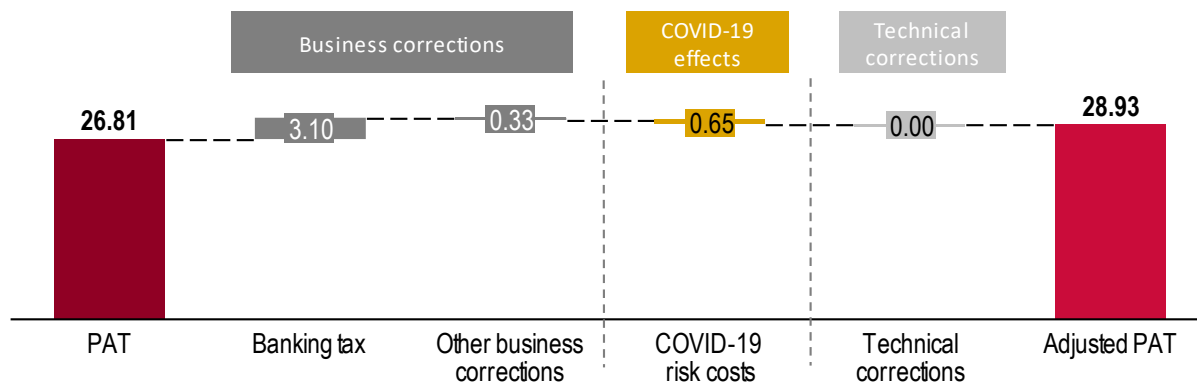 Business corrections
COVID-19
effects
Technical
corrections
26.81
3.10
0.33
0.65
0.00
28.93
PAT
Banking tax
Other business
corrections
COVID-19
risk costs
Technical
corrections
Adjusted PAT